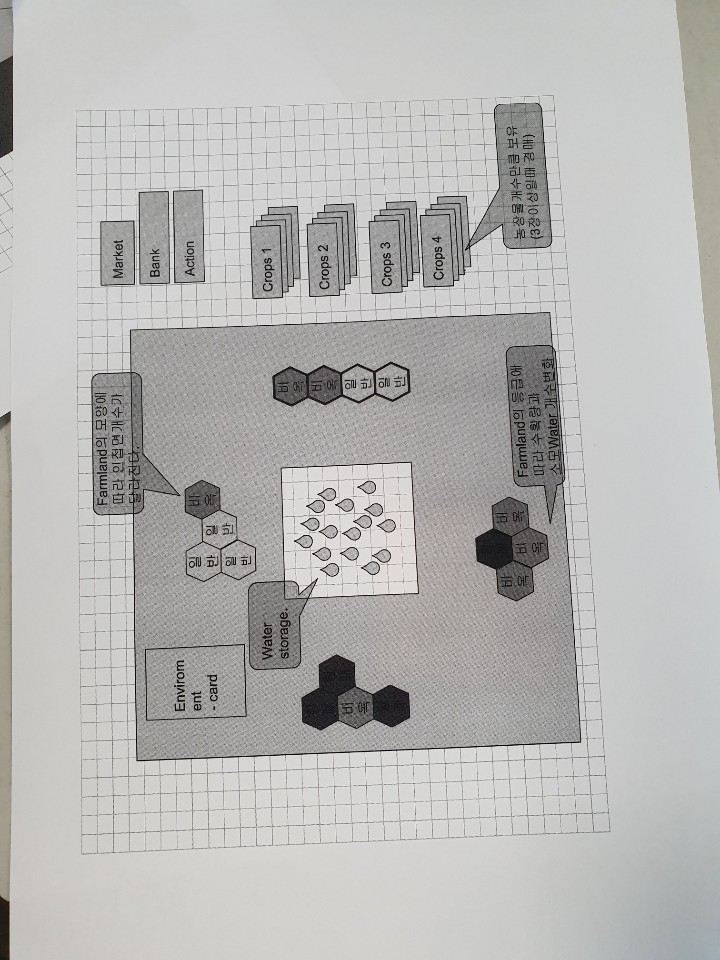 Market
Bank
Action
Farmland의 모양에
따라 인접면개수가
달라진다.
Envirom
ent
- card
일
반
일
반
일
반
비
옥
Water
storage.
비
옥
비
옥
일
반
일
반
Crops 1
Crops 2
Crops 3
Crops 4
비
옥
비
옥
비
옥
비
옥
Farmland의 등급에
따라 수확량과
소모Water 개수변화
농장물개수만큼 보유
(3장이상일때 경매)